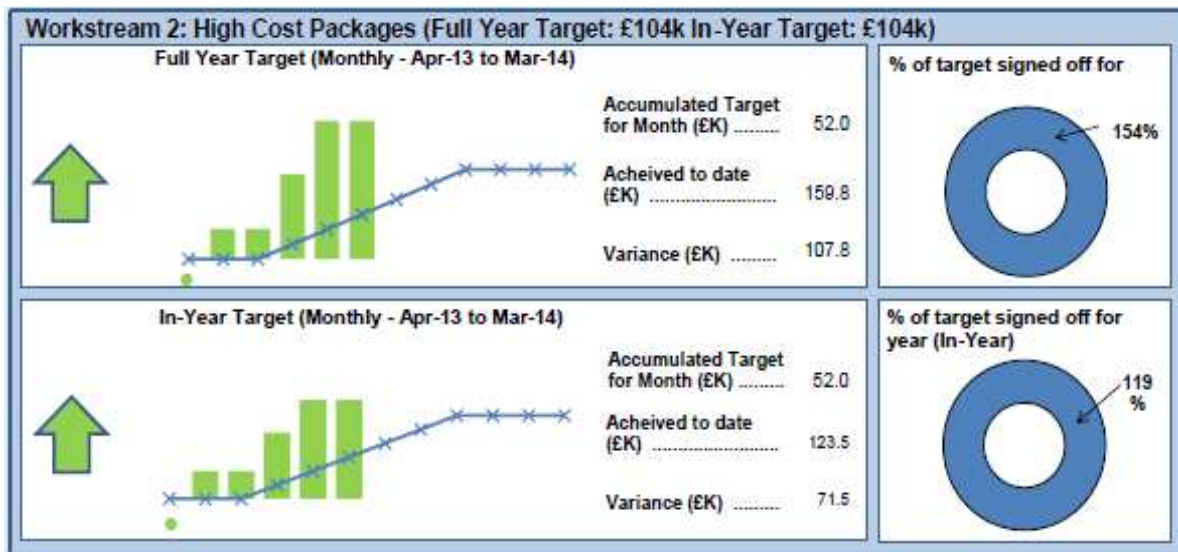 Workstream 2: High Cost Packages (Full Year Target: £104k In-Year Target: £104k)
Full Year Target (Monthly - Apr-13 to Mar-14)
Accumulated Target
for Month (£K) ......... 52.0
Acheived to date
(£K) .......................... 159.8
Variance (£K) ......... 107.8
% of target signed off for
154%
In-Year Target (Monthly - Apr-13 to Mar-14)
Accumulated Target
for Month (£K) ......... 52.0
Acheived to date
(£K) .......................... 123.5
Variance (£K) ......... 71.5
% of target signed off for
year (In-Year)
119
%